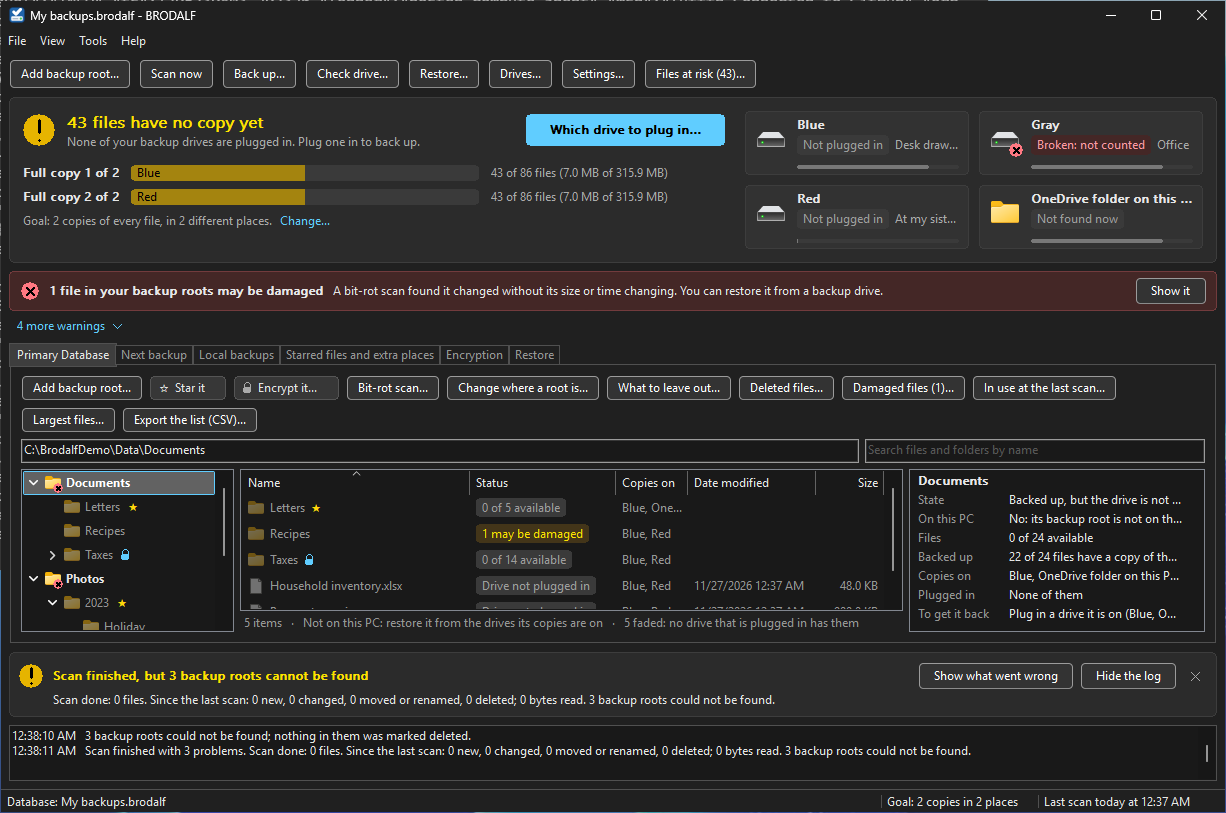 My backups.brodalf - BRODALF
File View Tools Help
Add backup root... Scan now Back up... Check drive... Restore... Drives... Settings... Files at risk (43)...
43 files have no copy yet
None of your backup drives are plugged in. Plug one in to back up.
Which drive to plug in...
Full copy 1 of 2 Blue 43 of 86 files (7.0 MB of 315.9 MB)
Full copy 2 of 2 Red 43 of 86 files (7.0 MB of 315.9 MB)
Goal: 2 copies of every file, in 2 different places. Change...
Blue
Not plugged in Desk draw...
Gray
Broken: not counted Office
Red
Not plugged in At my sist...
OneDrive folder on this ...
Not found now
1 file in your backup roots may be damaged A bit-rot scan found it changed without its size or time changing. You can restore it from a backup drive. Show it
4 more warnings
Primary Database Next backup Local backups Starred files and extra places Encryption Restore
Add backup root... Star it Encrypt it... Bit-rot scan... Change where a root is... What to leave out... Deleted files... Damaged files (1)... In use at the last scan...
Largest files... Export the list (CSV)...
C:\BrodalfDemo\Data\Documents Search files and folders by name
Documents
Letters
Recipes
Taxes
Photos
2023
Holiday
Name Status Copies on Date modified Size
Letters 0 of 5 available Blue, One...
Recipes 1 may be damaged Blue, Red
Taxes 0 of 14 available Blue, Red
Household inventory.xlsx Drive not plugged in Blue, Red 11/27/2026 12:37 AM 48.0 KB
5 items · Not on this PC: restore it from the drives its copies are on · 5 faded: no drive that is plugged in has them
Documents
State Backed up, but the drive is not ...
On this PC No: its backup root is not on th...
Files 0 of 24 available
Backed up 22 of 24 files have a copy of th...
Copies on Blue, OneDrive folder on this P...
Plugged in None of them
To get it back Plug in a drive it is on (Blue, O...
Scan finished, but 3 backup roots cannot be found
Scan done: 0 files. Since the last scan: 0 new, 0 changed, 0 moved or renamed, 0 deleted; 0 bytes read. 3 backup roots could not be found.
Show what went wrong Hide the log
12:38:10 AM 3 backup roots could not be found; nothing in them was marked deleted.
12:38:11 AM Scan finished with 3 problems. Scan done: 0 files. Since the last scan: 0 new, 0 changed, 0 moved or renamed, 0 deleted; 0 bytes read. 3 backup roots could not be found.
Database: My backups.brodalf Goal: 2 copies in 2 places Last scan today at 12:37 AM